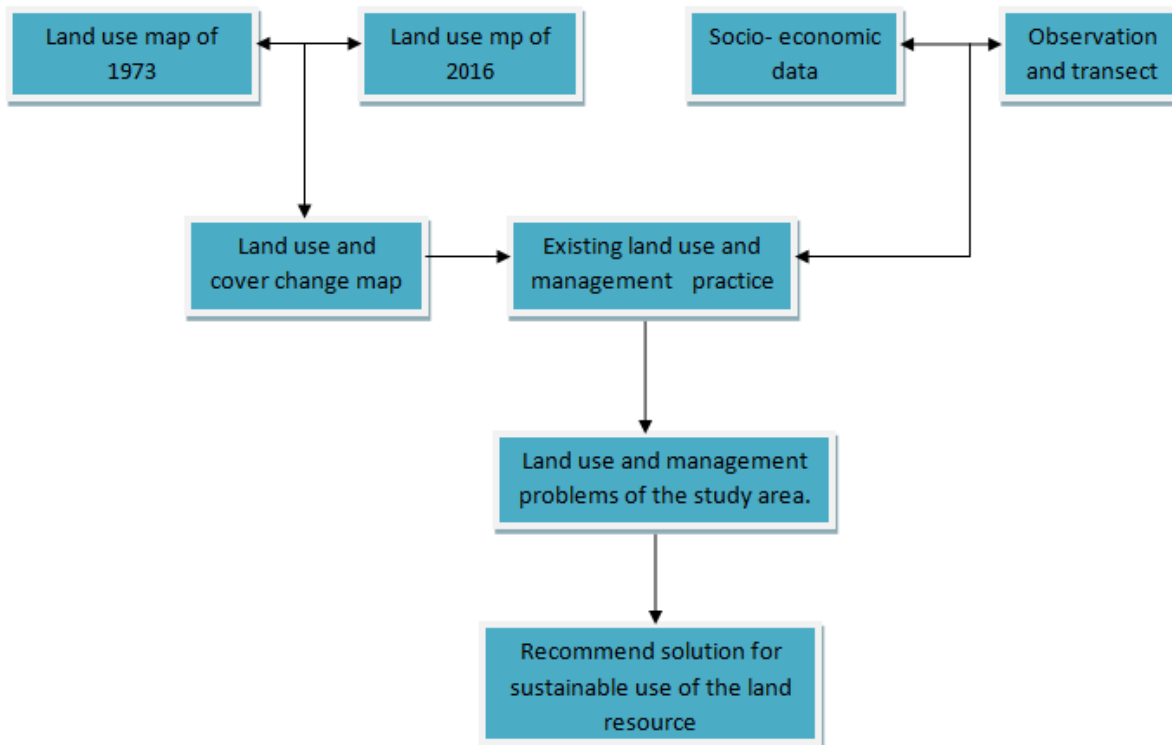 Land use map of
1973
Land use mp of
2016
Socio- economic
data
Observation
and transect
Land use and
cover change map
Existing land use and
management practice
Land use and management
problems of the study area.
Recommend solution for
sustainable use of the land
resource